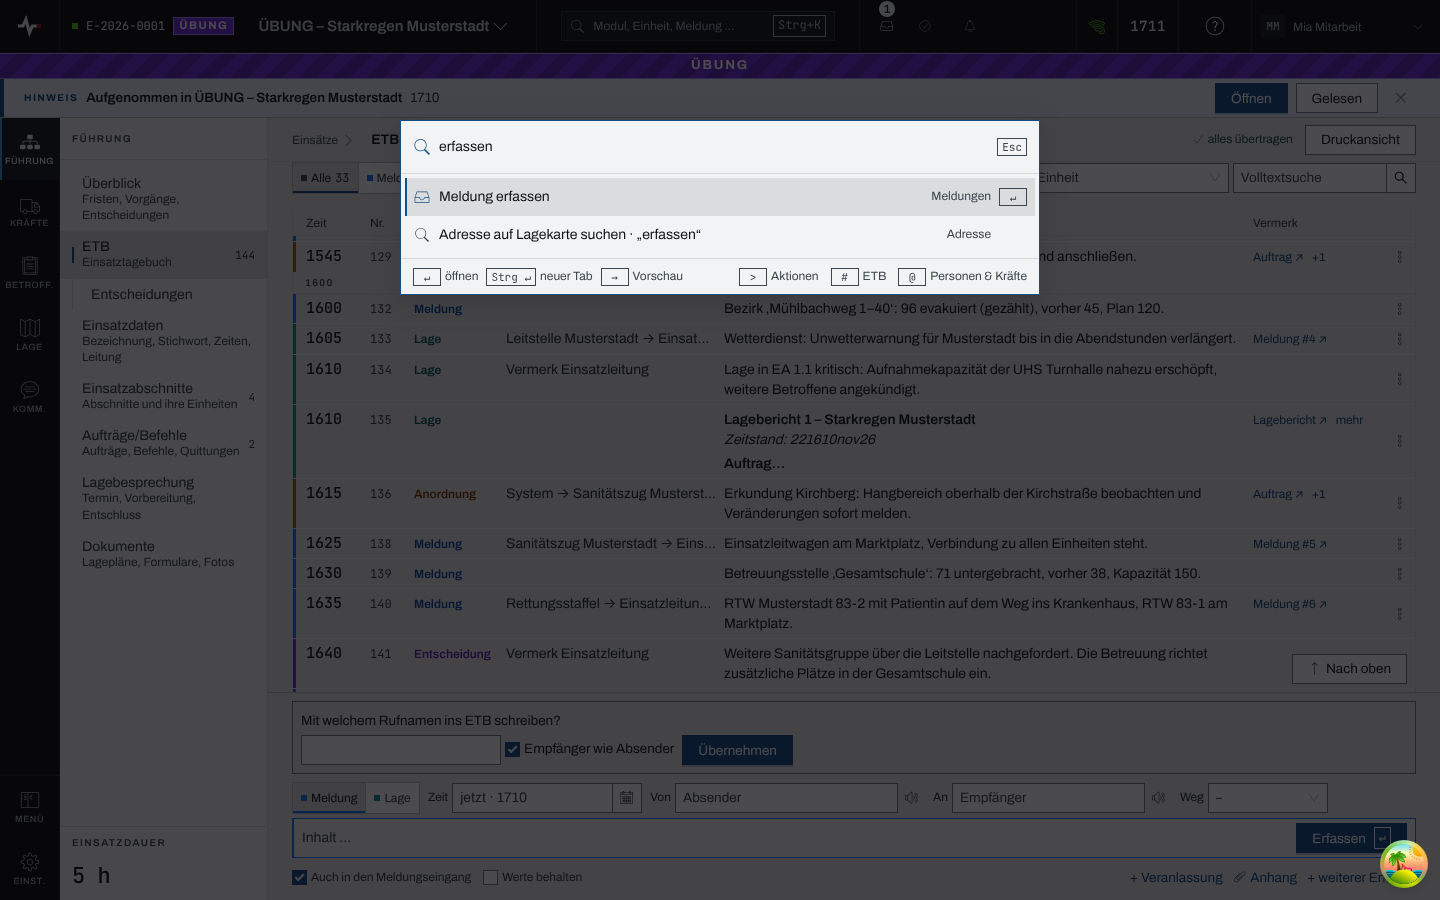 E-2026-0001 ÜBUNG ÜBUNG – Starkregen Musterstadt Modul, Einheit, Meldung ... Strg+K 1 1711 ? MM Mia Mitarbeit
ÜBUNG
HINWEIS Aufgenommen in ÜBUNG – Starkregen Musterstadt 1710 Öffnen Gelesen
FÜHRUNG
KRÄFTE
BETROFF.
LAGE
KOMM.
MENÜ
EINST.
FÜHRUNG
Überblick
Fristen, Vorgänge,
Entscheidungen
ETB 144
Einsatztagebuch
Entscheidungen
Einsatzdaten
Bezeichnung, Stichwort, Zeiten,
Leitung
Einsatzabschnitte 4
Abschnitte und ihre Einheiten
Aufträge/Befehle 2
Aufträge, Befehle, Quittungen
Lagebesprechung
Termin, Vorbereitung,
Entschluss
Dokumente
Lagepläne, Formulare, Fotos
EINSATZDAUER
5 h
Einsätze ETB alles übertragen Druckansicht
Alle 33 Einheit Volltextsuche
erfassen Esc
Meldung erfassen Meldungen ↵
Adresse auf Lagekarte suchen · „erfassen“ Adresse
↵ öffnen Strg ↵ neuer Tab → Vorschau > Aktionen # ETB @ Personen & Kräfte
Zeit Nr. Vermerk
1545 129 nd anschließen. Auftrag ↗ +1
1600
1600 132 Meldung Bezirk ‚Mühlbachweg 1–40‘: 96 evakuiert (gezählt), vorher 45, Plan 120.
1605 133 Lage Leitstelle Musterstadt → Einsat... Wetterdienst: Unwetterwarnung für Musterstadt bis in die Abendstunden verlängert. Meldung #4 ↗
1610 134 Lage Vermerk Einsatzleitung Lage in EA 1.1 kritisch: Aufnahmekapazität der UHS Turnhalle nahezu erschöpft,
weitere Betroffene angekündigt.
1610 135 Lage Lagebericht 1 – Starkregen Musterstadt Lagebericht ↗ mehr
Zeitstand: 221610nov26
Auftrag...
1615 136 Anordnung System → Sanitätszug Musterst... Erkundung Kirchberg: Hangbereich oberhalb der Kirchstraße beobachten und Auftrag ↗ +1
Veränderungen sofort melden.
1625 138 Meldung Sanitätszug Musterstadt → Eins... Einsatzleitwagen am Marktplatz, Verbindung zu allen Einheiten steht. Meldung #5 ↗
1630 139 Meldung Betreuungsstelle ‚Gesamtschule‘: 71 untergebracht, vorher 38, Kapazität 150.
1635 140 Meldung Rettungsstaffel → Einsatzleitun... RTW Musterstadt 83-2 mit Patientin auf dem Weg ins Krankenhaus, RTW 83-1 am Meldung #6 ↗
Marktplatz.
1640 141 Entscheidung Vermerk Einsatzleitung Weitere Sanitätsgruppe über die Leitstelle nachgefordert. Die Betreuung richtet
zusätzliche Plätze in der Gesamtschule ein.
↑ Nach oben
Mit welchem Rufnamen ins ETB schreiben?
Empfänger wie Absender Übernehmen
Meldung Lage Zeit jetzt · 1710 Von Absender An Empfänger Weg –
Inhalt ... Erfassen ↵
Auch in den Meldungseingang Werte behalten + Veranlassung Anhang + weiterer